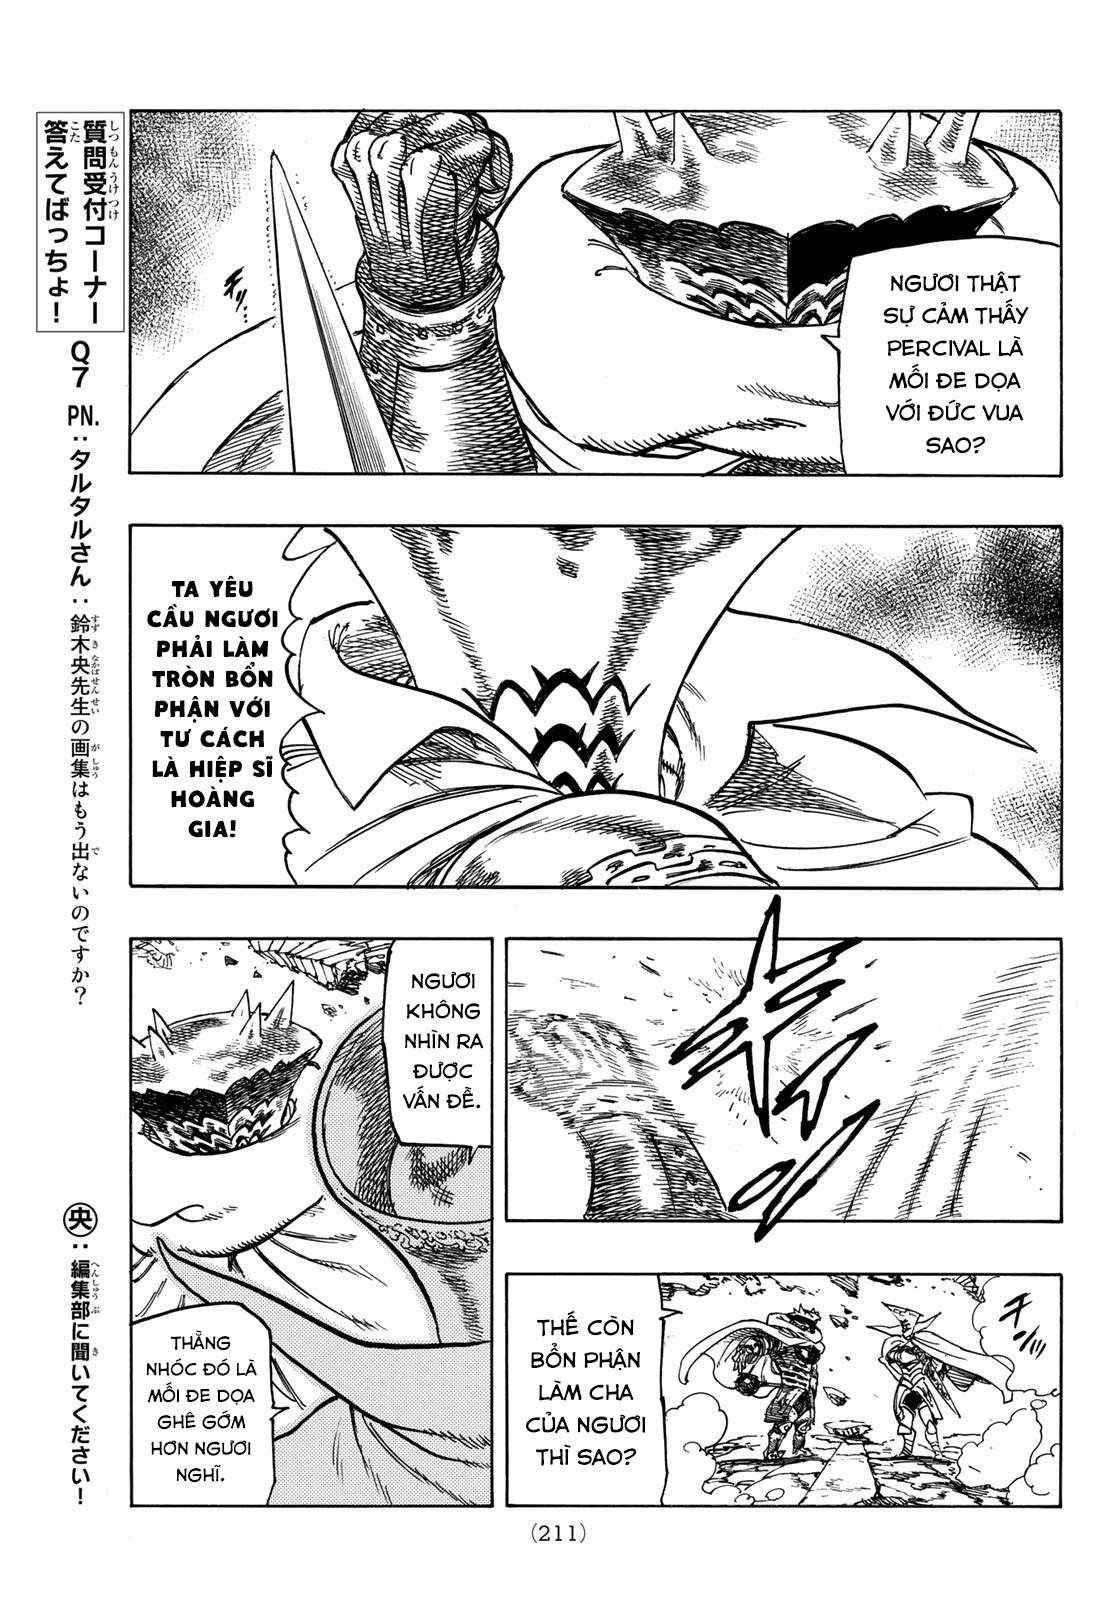 NGƯƠI THẬT
SỰ CẢM THẤY
PERCIVAL LÀ
MỐI ĐE DỌA
VỚI ĐỨC VUA
SAO?
TA YÊU
CẦU NGƯƠI
PHẢI LÀM
TRÒN BỔN
PHẬN VỚI
TƯ CÁCH
LÀ HIỆP SĨ
HOÀNG
GIA!
THẾ CÒN
BỔN PHẬN
LÀM CHA
CỦA NGƯƠI
THÌ SAO?
NGƯƠI
KHÔNG
NHÌN RA
ĐƯỢC
VẤN ĐỀ.
THẰNG
NHÓC ĐÓ LÀ
MỐI ĐE DỌA
GHÊ GỚM
HƠN NGƯƠI
NGHĨ.
質問受付コーナー
答えてばっちょ！
Q7 PN.：タルタルさん：鈴木央先生の画集はもう出ないのですか？
央：編集部に聞いてください！
(211)